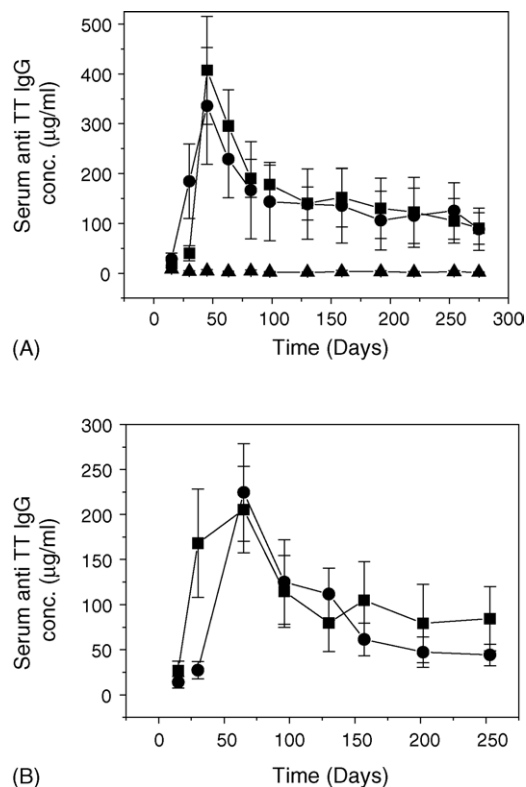 500
400
300
200
100
0
Serum anti TT IgG
conc. (μg/ml)
0 50 100 150 200 250 300
(A)
Time (Days)
300
250
200
150
100
50
0
Serum anti TT IgG
conc. (μg/ml)
0 50 100 150 200 250
(B)
Time (Days)